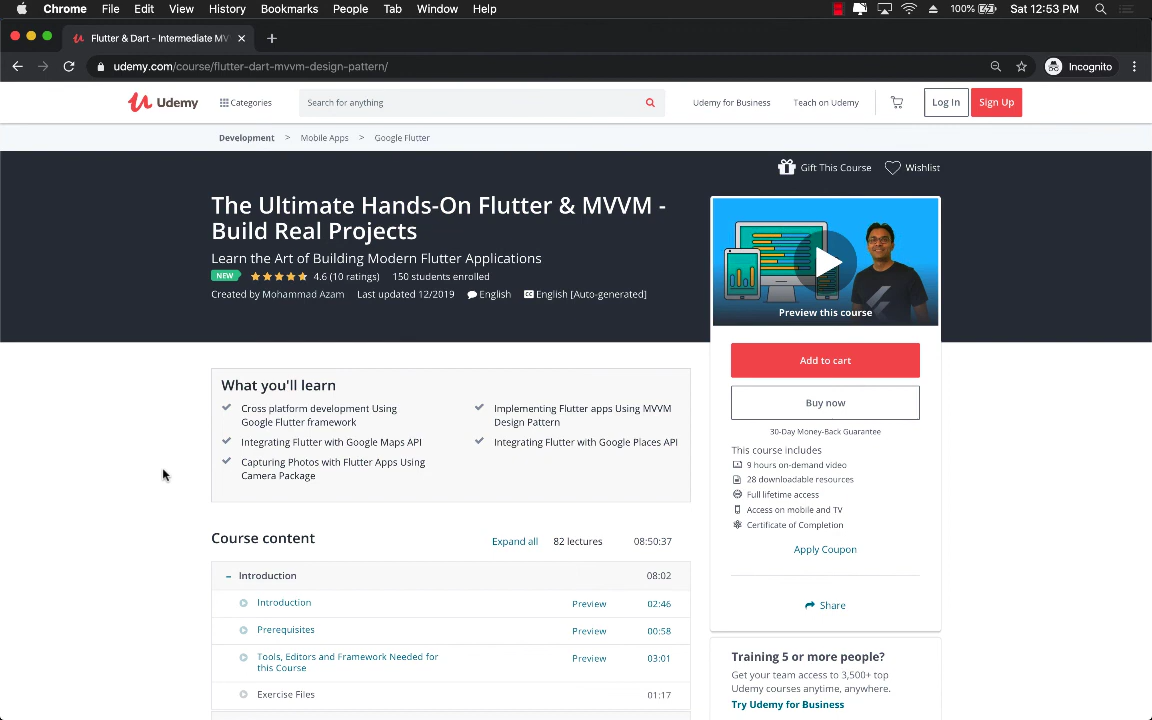 Chrome File Edit View History Bookmarks People Tab Window Help 100% Sat 12:53 PM
Flutter & Dart - Intermediate MV
udemy.com/course/flutter-dart-mvvm-design-pattern/ Incognito
Udemy Categories Search for anything Udemy for Business Teach on Udemy Log In Sign Up
Development > Mobile Apps > Google Flutter
Gift This Course Wishlist
The Ultimate Hands-On Flutter & MVVM -
Build Real Projects
Learn the Art of Building Modern Flutter Applications
NEW 4.6 (10 ratings) 150 students enrolled
Created by Mohammad Azam Last updated 12/2019 English English [Auto-generated]
Preview this course
Add to cart
Buy now
30-Day Money-Back Guarantee
This course includes
9 hours on-demand video
28 downloadable resources
Full lifetime access
Access on mobile and TV
Certificate of Completion
Apply Coupon
Share
Training 5 or more people?
Get your team access to 3,500+ top
Udemy courses anytime, anywhere.
Try Udemy for Business
What you'll learn
Cross platform development Using
Google Flutter framework
Integrating Flutter with Google Maps API
Capturing Photos with Flutter Apps Using
Camera Package
Implementing Flutter apps Using MVVM
Design Pattern
Integrating Flutter with Google Places API
Course content Expand all 82 lectures 08:50:37
Introduction 08:02
Introduction Preview 02:46
Prerequisites Preview 00:58
Tools, Editors and Framework Needed for
this Course Preview 03:01
Exercise Files 01:17